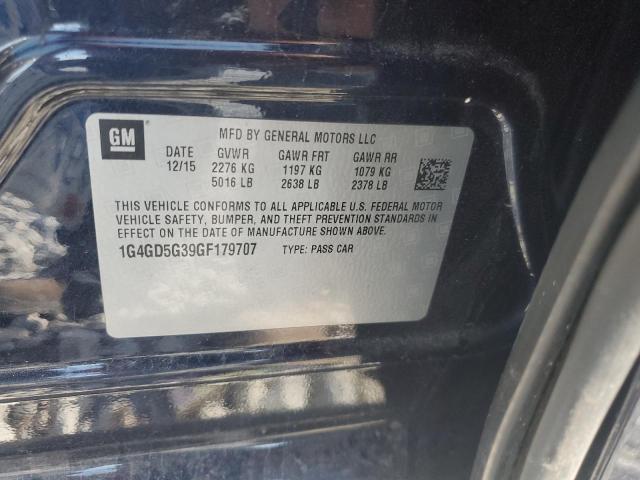 GM
MFD BY GENERAL MOTORS LLC
DATE GVWR GAWR FRT GAWR RR
12/15 2276 KG 1197 KG 1079 KG
5016 LB 2638 LB 2378 LB
THIS VEHICLE CONFORMS TO ALL APPLICABLE U.S. FEDERAL MOTOR
VEHICLE SAFETY, BUMPER, AND THEFT PREVENTION STANDARDS IN
EFFECT ON THE DATE OF MANUFACTURE SHOWN ABOVE.
1G4GD5G39GF179707 TYPE: PASS CAR